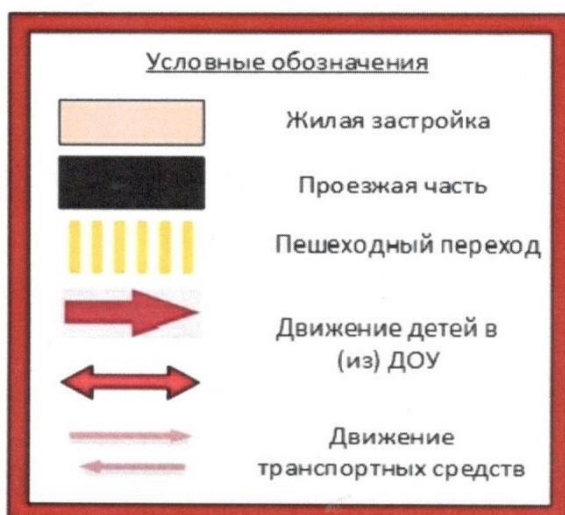 Условные обозначения
Жилая застройка
Проезжая часть
Пешеходный переход
Движение детей в
(из) ДОУ
Движение
транспортных средств